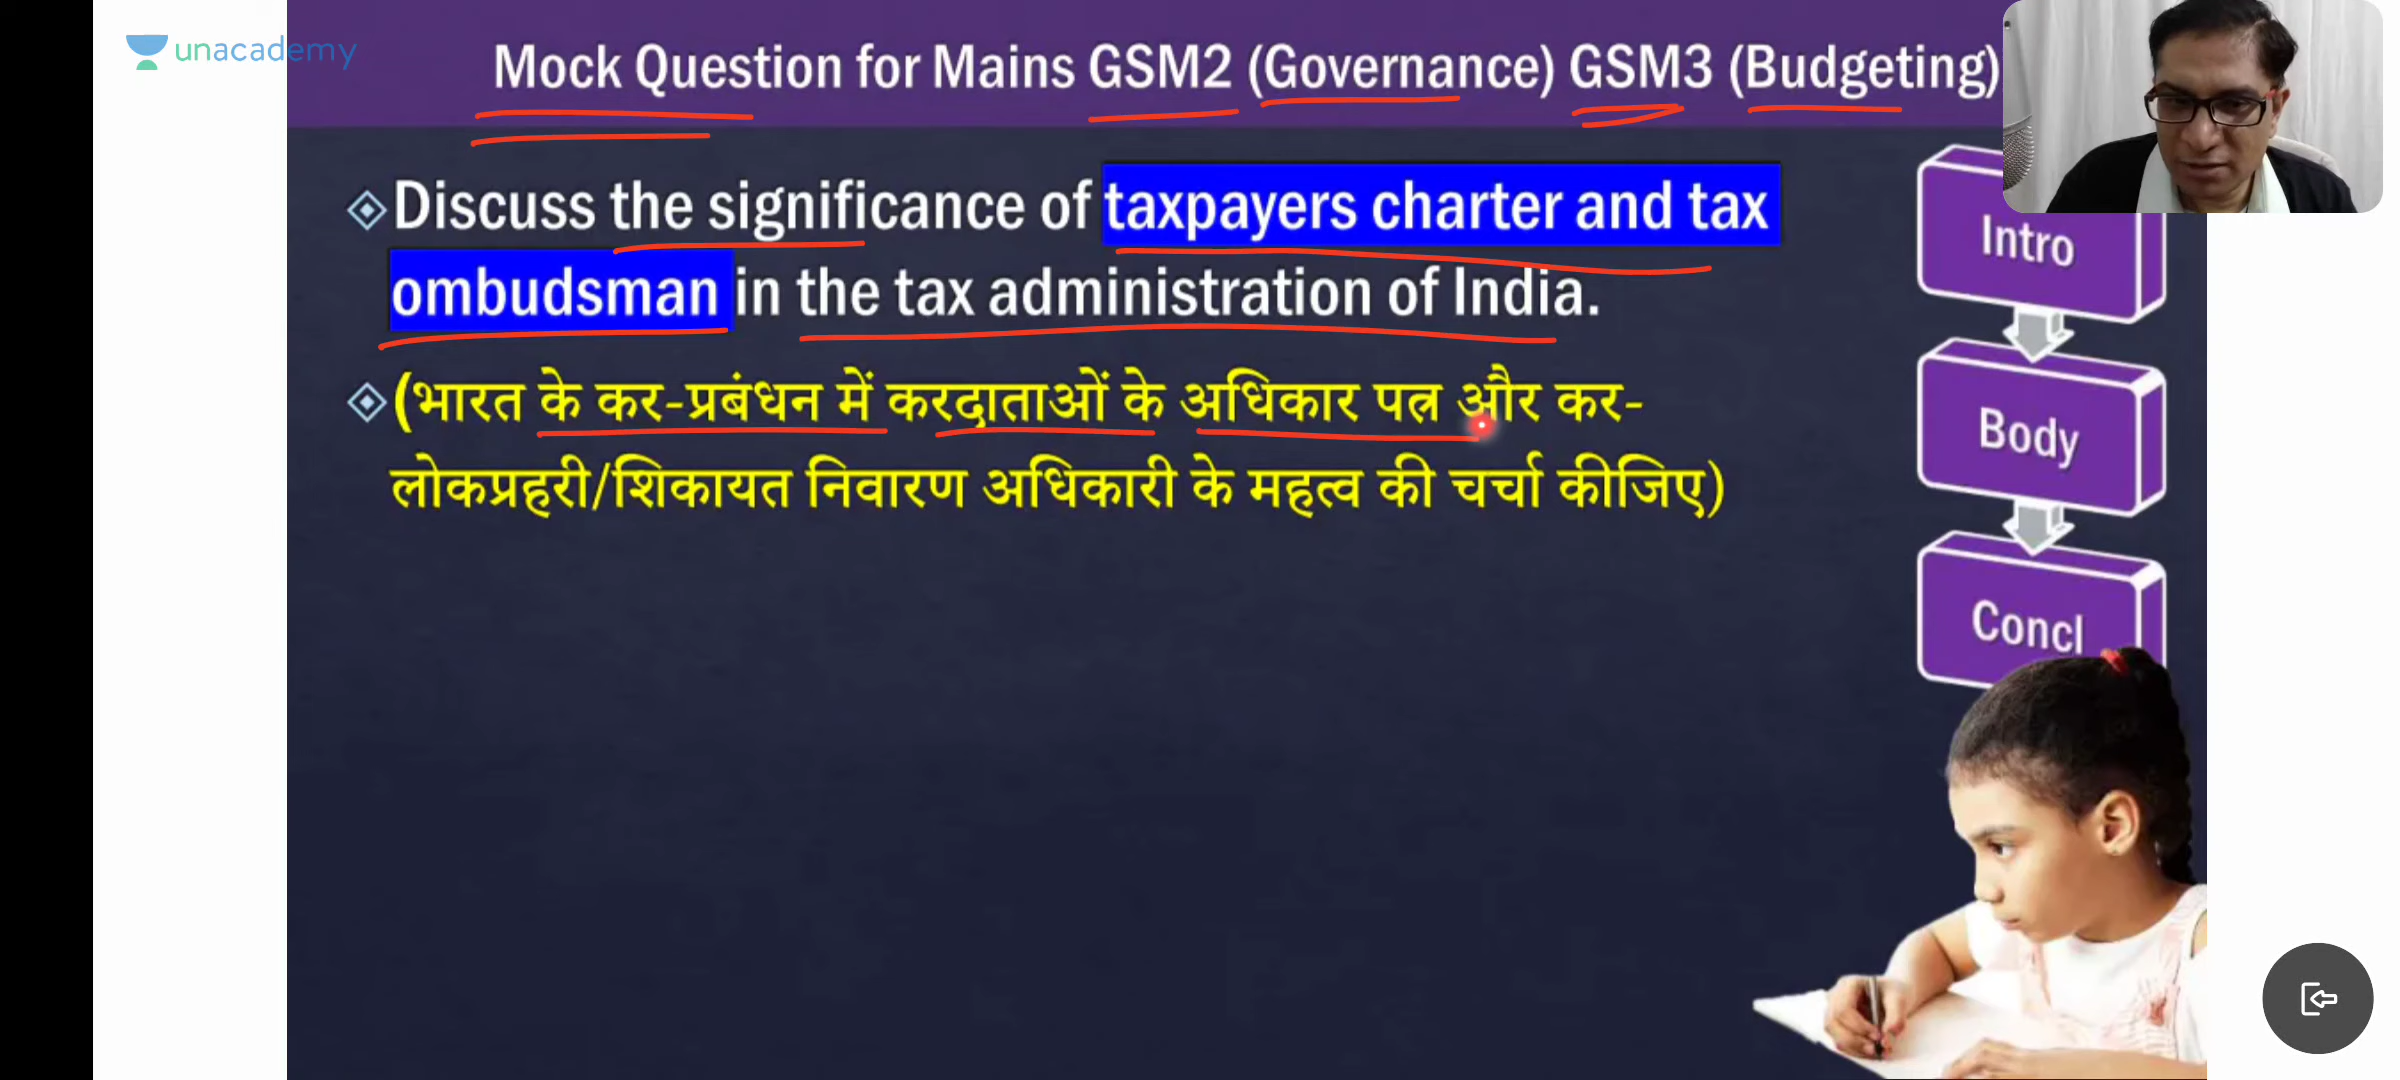 unacademy
Mock Question for Mains GSM2 (Governance) GSM3 (Budgeting)
Discuss the significance of taxpayers charter and tax
ombudsman in the tax administration of India.
(भारत के कर-प्रबंधन में करदाताओं के अधिकार पत्र और कर-
लोकप्रहरी/शिकायत निवारण अधिकारी के महत्व की चर्चा कीजिए)
Intro
Body
Concl